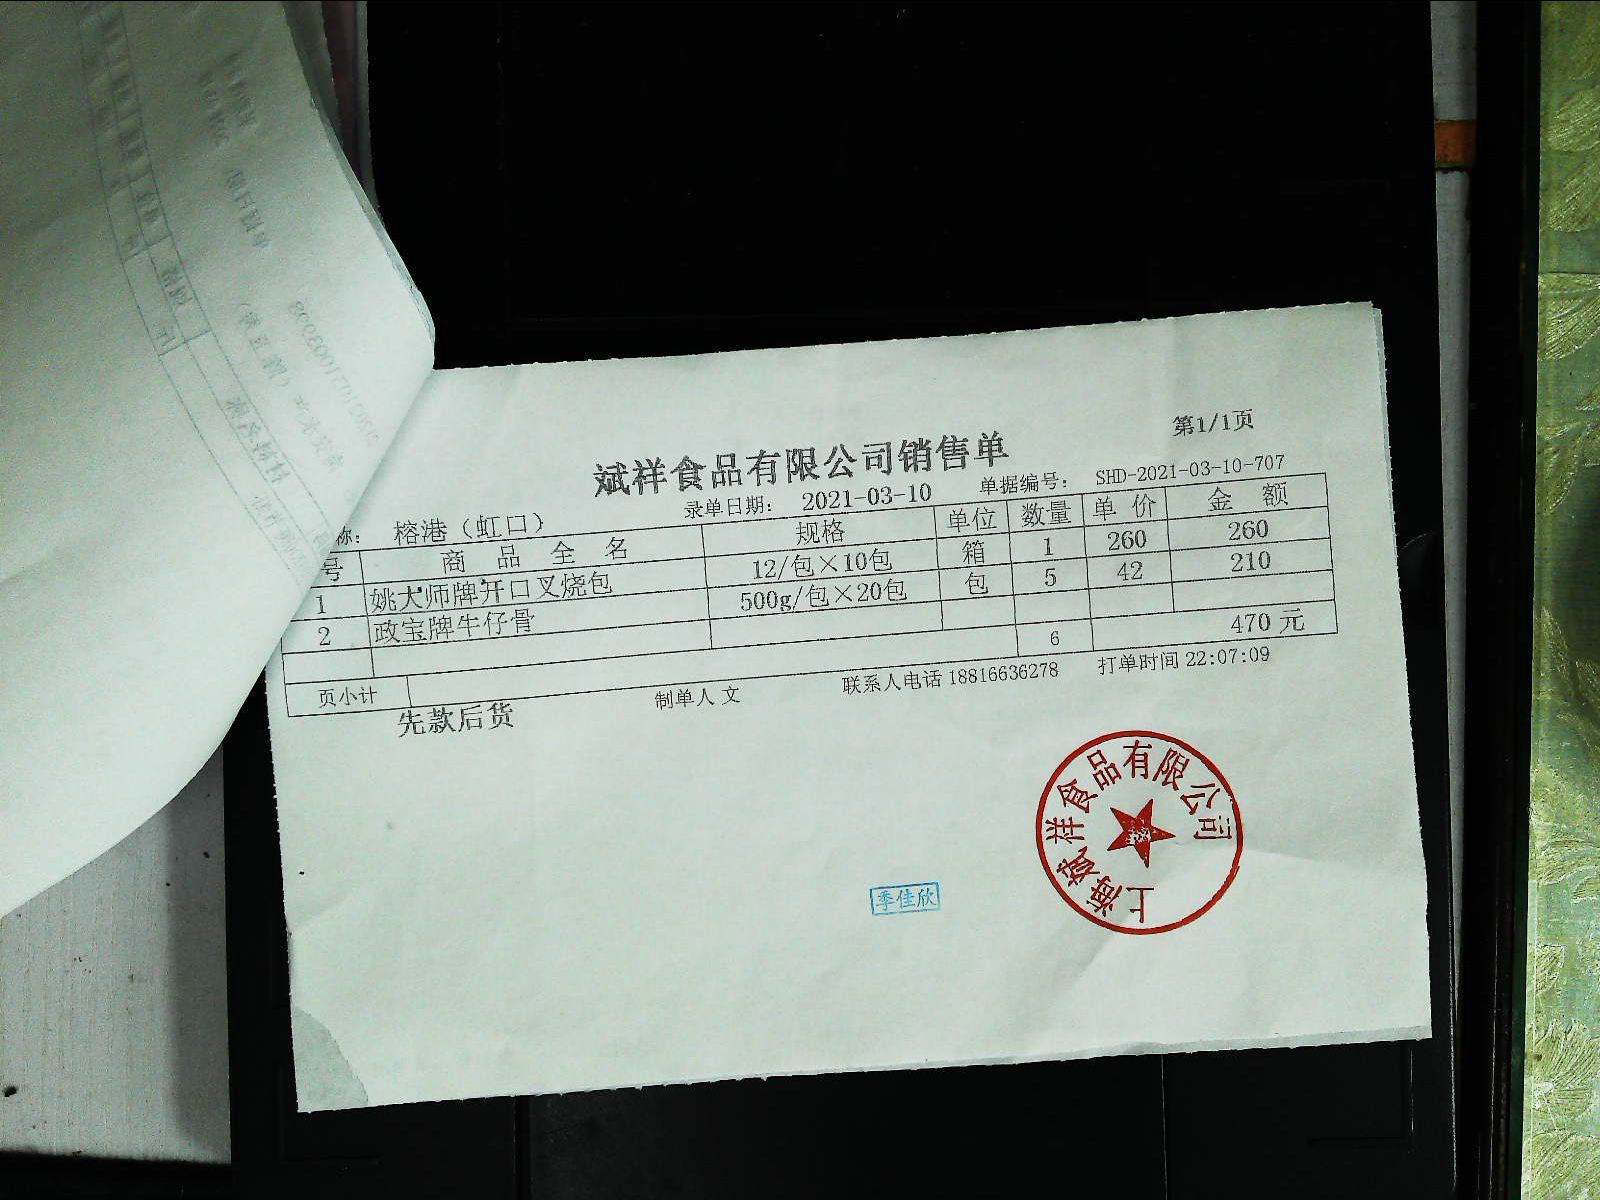 第1/1页
斌祥食品有限公司销售单
称： 榕港（虹口） 录单日期： 2021-03-10 单据编号： SHD-2021-03-10-707
号 商品全名 规格 单位 数量 单价 金额
1 姚大师牌开口叉烧包 12/包×10包 箱 1 260 260
2 政宝牌牛仔骨 500g/包×20包 包 5 42 210
页小计 6 470 元
先款后货 制单人 文 联系人电话 18816636278 打单时间 22:07:09
上海斌祥食品有限公司
季佳欣